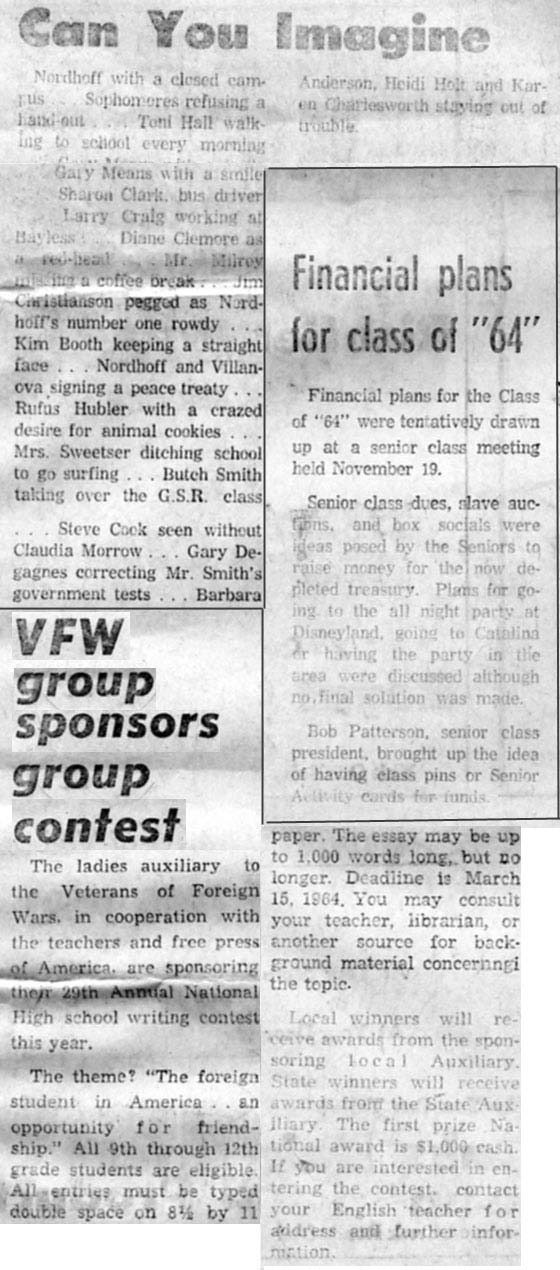 Can You Imagine
Nordhoff with a closed cam-
pus . . Sophomores refusing a
hand-out . . . Toni Hall walk-
ing to school every morning
Gary Means with a smile
Sharon Clark, bus driver
Larry Craig working at
Bayless . . . Diane Clemore as
a red-head . . . Mr. Milroy
missing a coffee break . . . Jim
Christianson pegged as Nord-
hoff's number one rowdy . . .
Kim Booth keeping a straight
face . . . Nordhoff and Villan-
ova signing a peace treaty . . .
Rufus Hubler with a crazed
desire for animal cookies . . .
Mrs. Sweetser ditching school
to go surfing . . . Butch Smith
taking over the G.S.R. class
. . . Steve Cook seen without
Claudia Morrow . . . Gary De-
gagnes correcting Mr. Smith's
government tests . . . Barbara
Anderson, Heidi Holt and Kar-
en Charlesworth staying out of
trouble.
Financial plans
for class of "64"
Financial plans for the Class
of "64" were tentatively drawn
up at a senior class meeting
held November 19.
Senior class dues, slave auc-
tions, and box socials were
ideas posed by the Seniors to
raise money for the now de-
pleted treasury. Plans for go-
ing to the all night party at
Disneyland, going to Catalina
or having the party in the
area were discussed although
no final solution was made.
Bob Patterson, senior class
president, brought up the idea
of having class pins or Senior
Activity cards for funds.
VFW
group
sponsors
group
contest
The ladies auxiliary to
the Veterans of Foreign
Wars, in cooperation with
the teachers and free press
of America, are sponsoring
their 29th Annual National
High school writing contest
this year.
The theme? "The foreign
student in America . . an
opportunity for friend-
ship." All 9th through 12th
grade students are eligible.
All entries must be typed
double space on 8½ by 11
paper. The essay may be up
to 1,000 words long, but no
longer. Deadline is March
15, 1964. You may consult
your teacher, librarian, or
another source for back-
ground material concernngi
the topic.
Local winners will re-
ceive awards from the spon-
soring local Auxiliary.
State winners will receive
awards from the State Aux-
iliary. The first prize Na-
tional award is $1,000 cash.
If you are interested in en-
tering the contest, contact
your English teacher for
address and further infor-
mation.